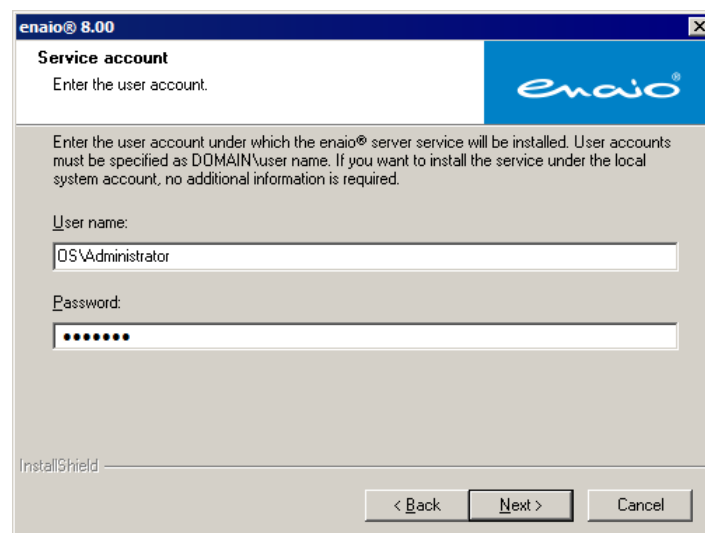 enaio® 8.00
Service account
Enter the user account.
enaio®
Enter the user account under which the enaio® server service will be installed. User accounts
must be specified as DOMAIN\user name. If you want to install the service under the local
system account, no additional information is required.
User name:
OS\Administrator
Password:
•••••••
InstallShield
< Back Next > Cancel